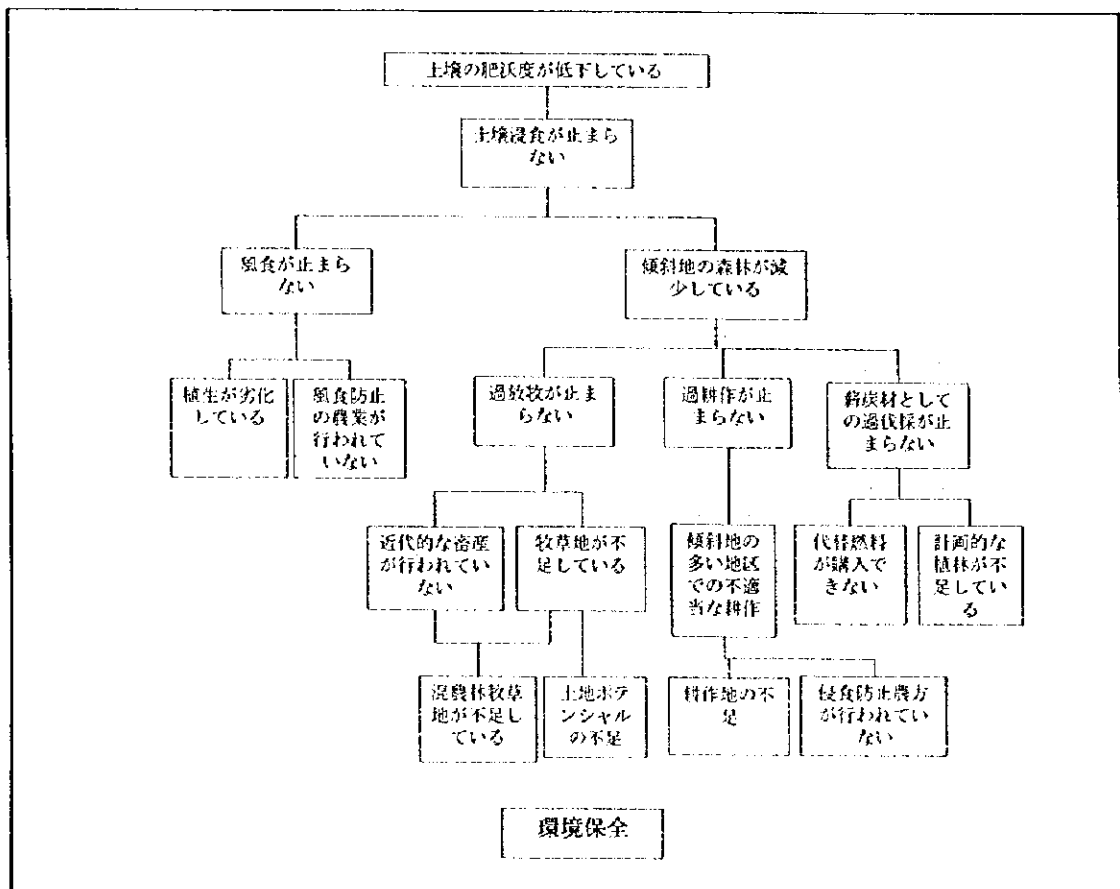 土壌の肥沃度が低下している
土壌浸食が止まら
ない
風食が止まら
ない
傾斜地の森林が減
少している
植生が劣化
している
風食防止
の農業が
行われて
いない
過放牧が止ま
らない
過耕作が止
まらない
薪炭材として
の過伐採が止
まらない
近代的な畜産
が行われてい
ない
牧草地が不
足している
傾斜地の
多い地区
での不適
当な耕作
代替燃料
が購入で
きない
計画的な
植林が不
足してい
る
混農林牧草
地が不足し
ている
土地ポテ
ンシャル
の不足
耕作地の不
足
侵食防止農方
が行われてい
ない
環境保全